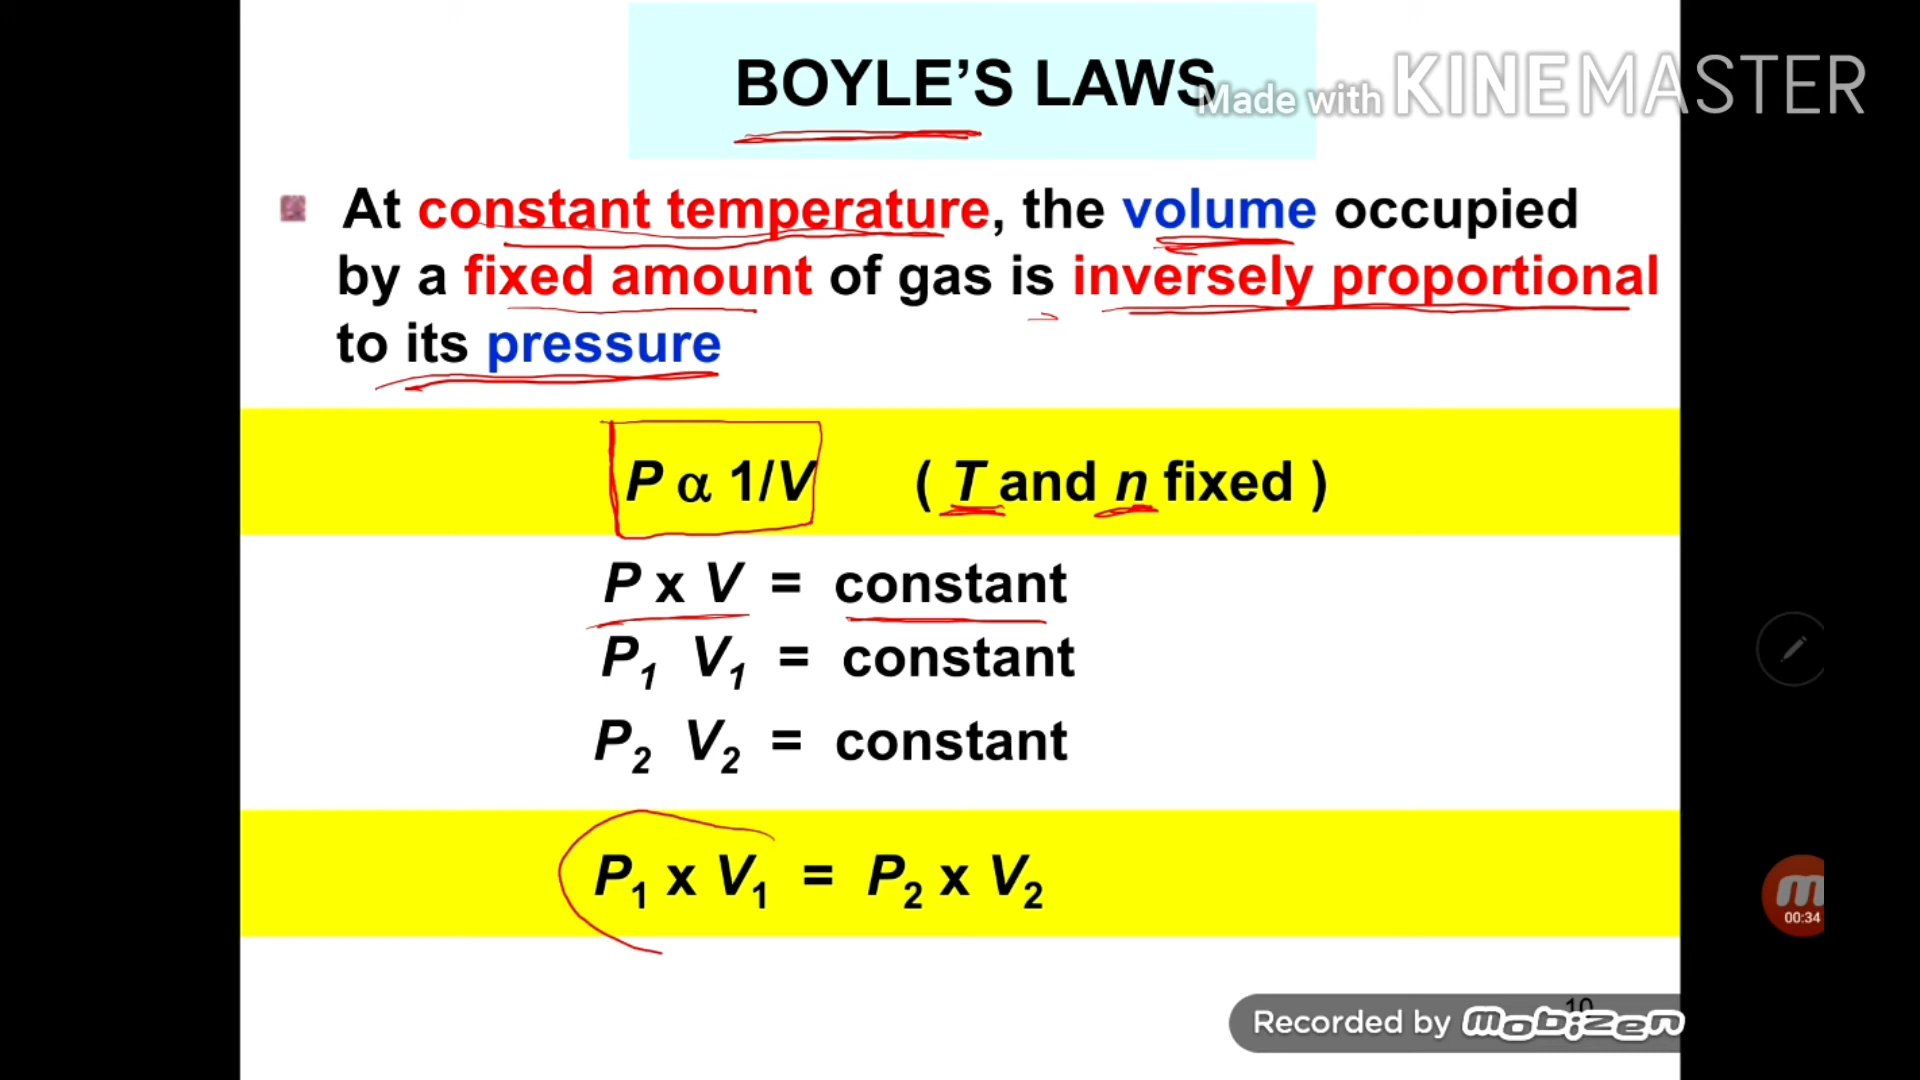 BOYLE’S LAWS
Made with KINEMASTER
At constant temperature, the volume occupied
by a fixed amount of gas is inversely proportional
to its pressure
P α 1/V ( T and n fixed )
P x V = constant
P1 V1 = constant
P2 V2 = constant
P1 x V1 = P2 x V2
00:34
10
Recorded by mobizen